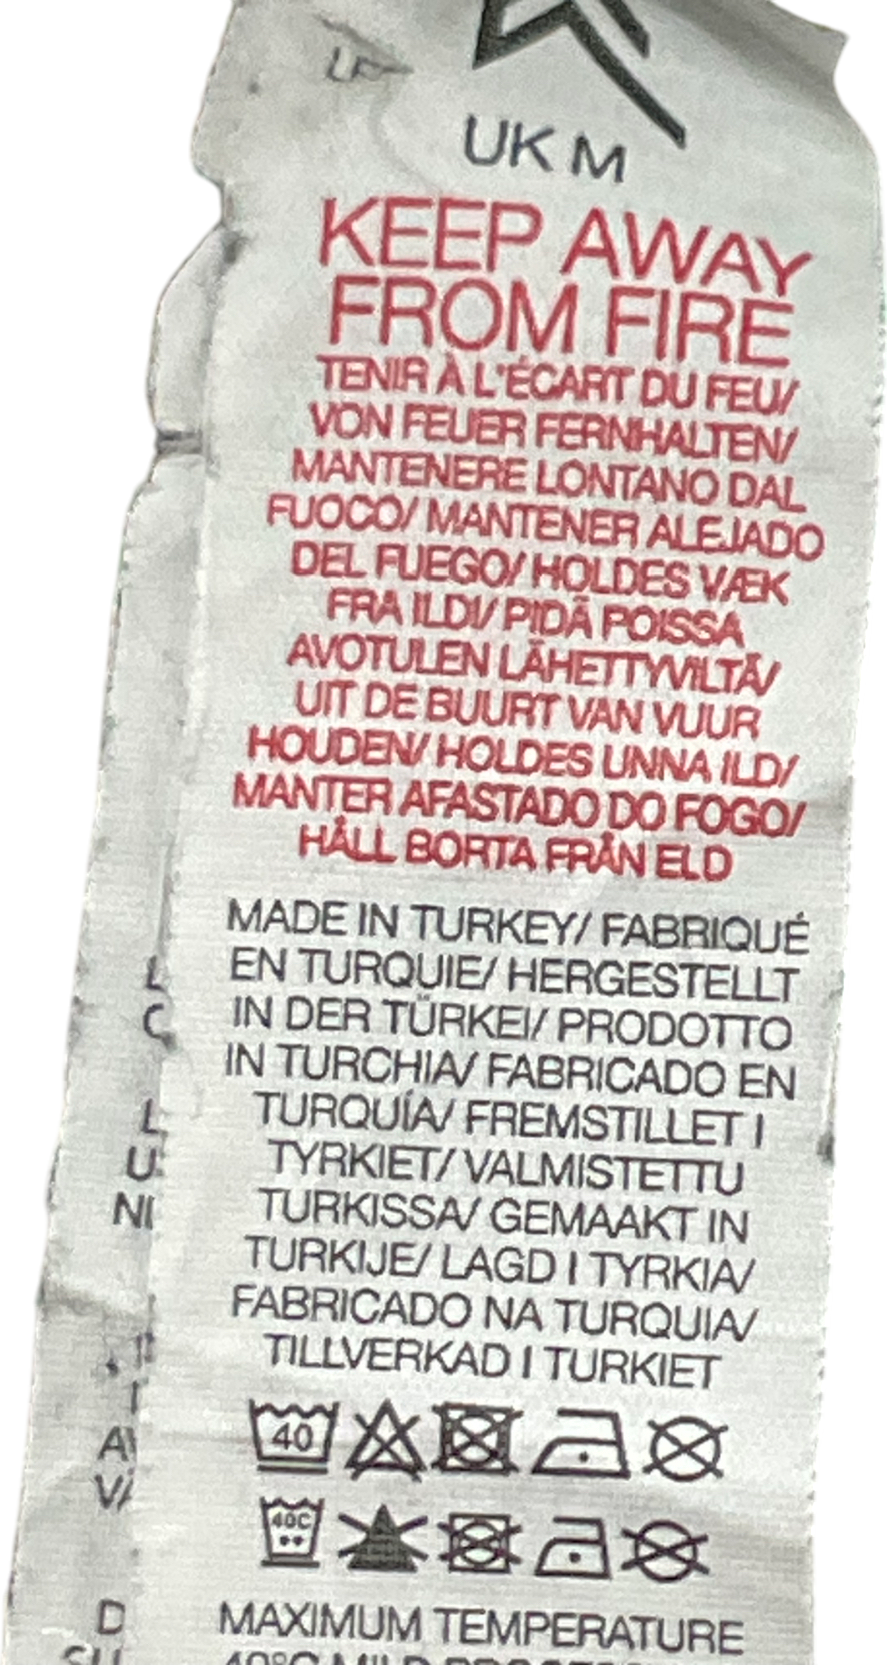 UK M
KEEP AWAY
FROM FIRE
TENIR À L'ÉCART DU FEU/
VON FEUER FERNHALTEN/
MANTENERE LONTANO DAL
FUOCO/ MANTENER ALEJADO
DEL FUEGO/ HOLDES VÆK
FRA ILD/ PIDÄ POISSA
AVOTULEN LÄHETTYVILTÄ/
UIT DE BUURT VAN VUUR
HOUDEN/ HOLDES UNNA ILD/
MANTER AFASTADO DO FOGO/
HÅLL BORTA FRÅN ELD
MADE IN TURKEY/ FABRIQUÉ
EN TURQUIE/ HERGESTELLT
IN DER TÜRKEI/ PRODOTTO
IN TURCHIA/ FABRICADO EN
TURQUÍA/ FREMSTILLET I
TYRKIET/ VALMISTETTU
TURKISSA/ GEMAAKT IN
TURKIJE/ LAGD I TYRKIA/
FABRICADO NA TURQUIA/
TILLVERKAD I TURKIET
40
40C
MAXIMUM TEMPERATURE